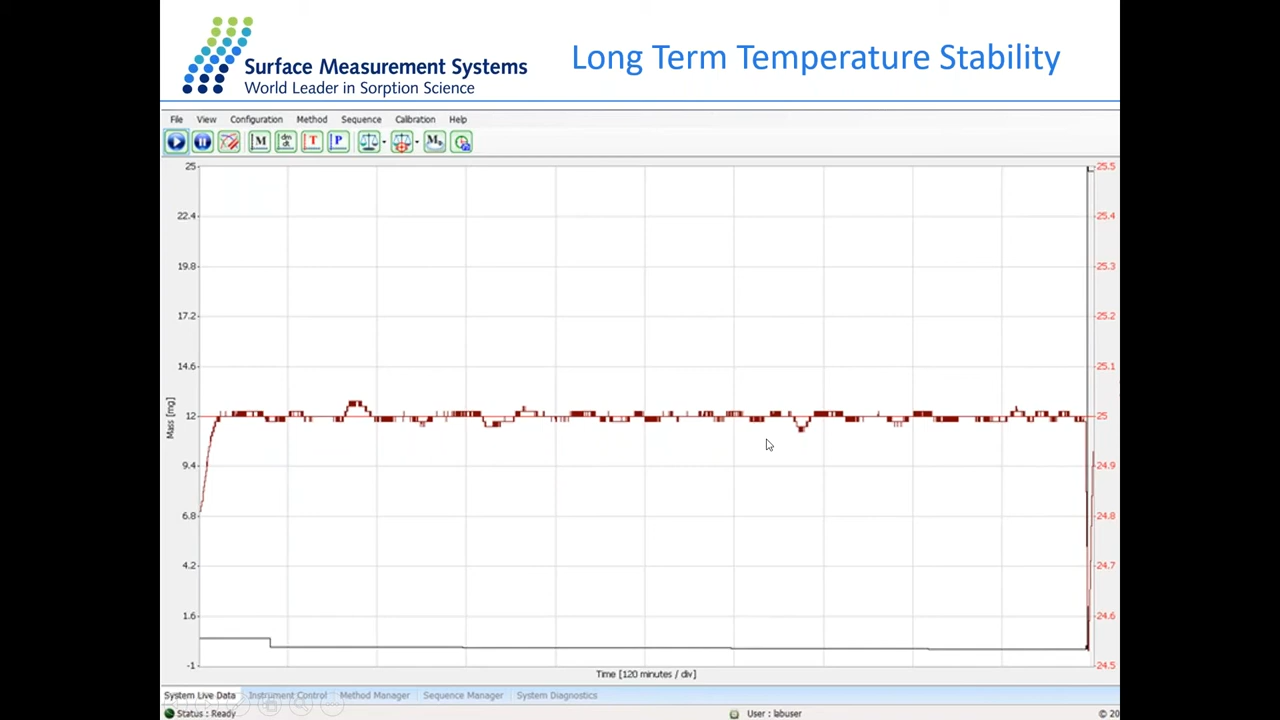 Long Term Temperature Stability
Surface Measurement Systems
World Leader in Sorption Science
File View Configuration Method Sequence Calibration Help
M dm dt T P M₀
25 25.5
22.4 25.4
19.8 25.3
17.2 25.2
14.6 25.1
12 25
Mass [mg]
9.4 24.9
6.8 24.8
4.2 24.7
1.6 24.6
-1 24.5
Time [120 minutes / div]
System Live Data Instrument Control Method Manager Sequence Manager System Diagnostics
Status : Ready User : labuser © 20